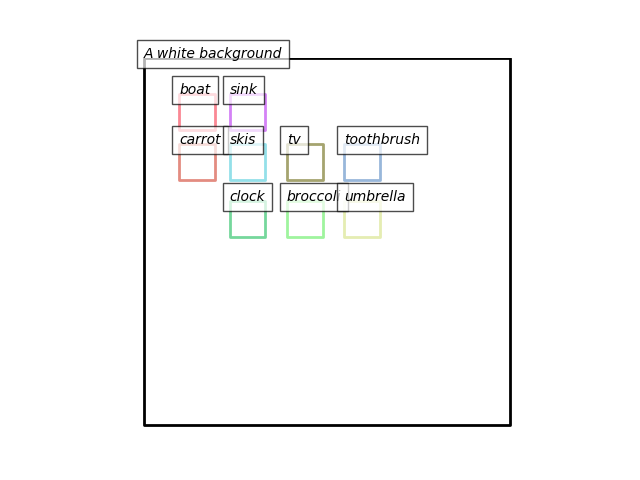 A white background
boat sink
carrot skis tv toothbrush
clock broccoli umbrella